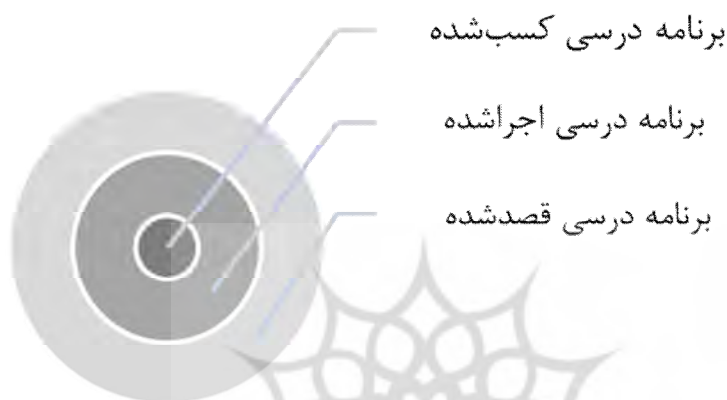 برنامه درسی کسب‌شده
برنامه درسی اجراشده
برنامه درسی قصدشده